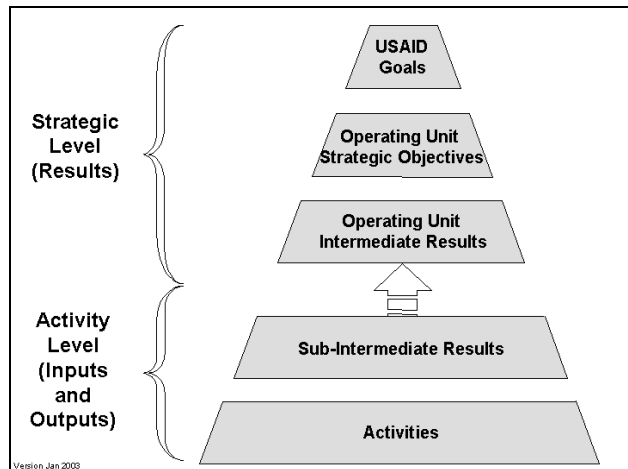 USAID
Goals
Strategic
Level
(Results)
Operating Unit
Strategic Objectives
Operating Unit
Intermediate Results
Activity
Level
(Inputs
and
Outputs)
Sub-Intermediate Results
Activities
Version Jan 2003